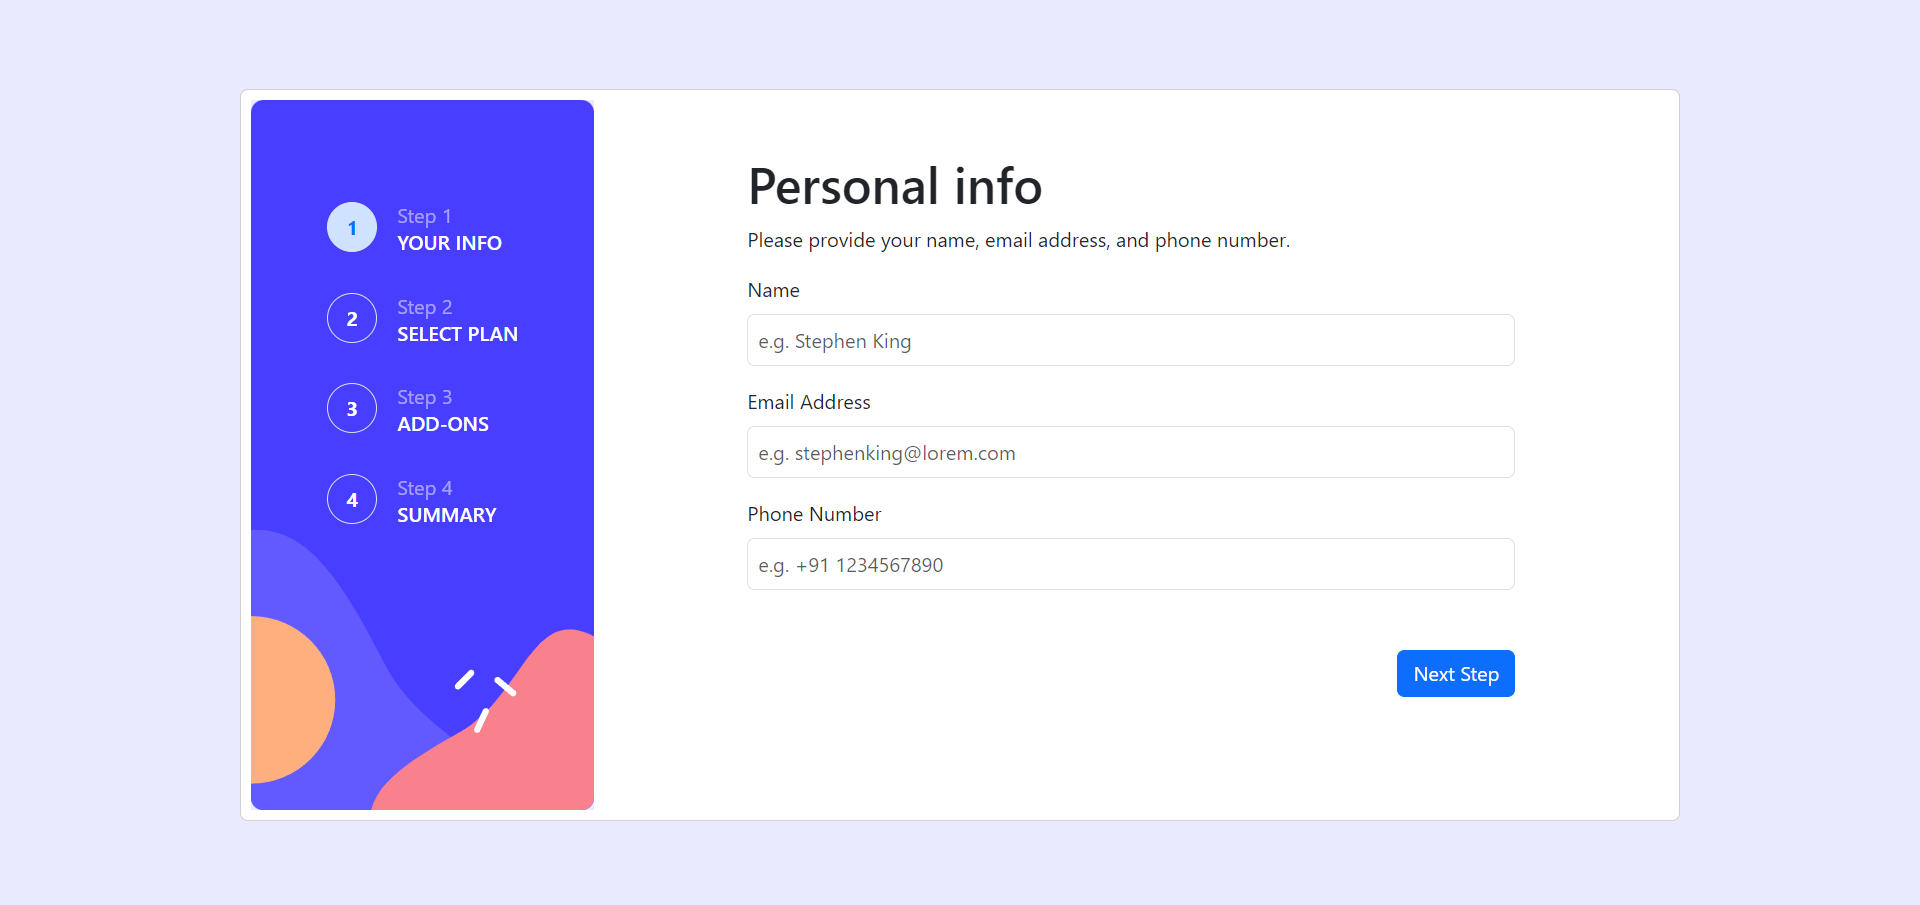 1
Step 1
YOUR INFO
2
Step 2
SELECT PLAN
3
Step 3
ADD-ONS
4
Step 4
SUMMARY
Personal info
Please provide your name, email address, and phone number.
Name
e.g. Stephen King
Email Address
e.g. stephenking@lorem.com
Phone Number
e.g. +91 1234567890
Next Step